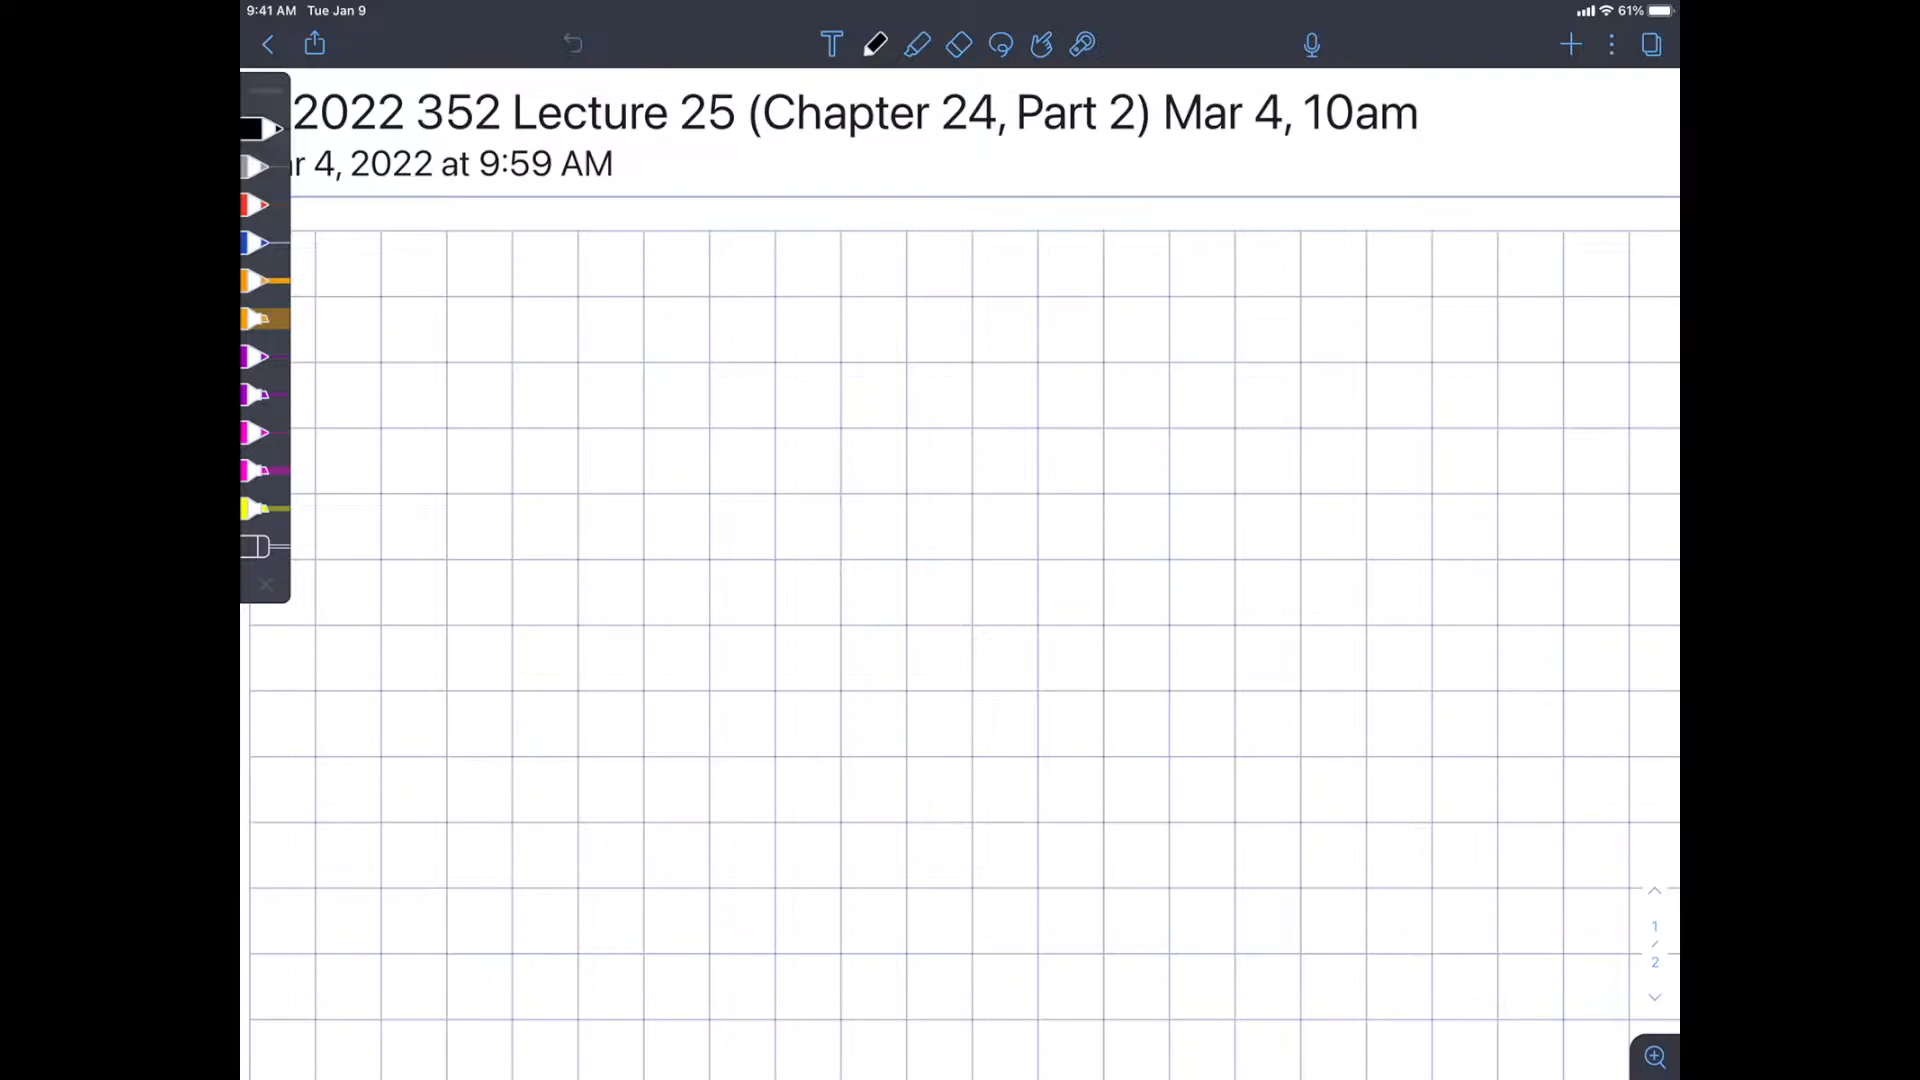 9:41 AM Tue Jan 9
61%
2022 352 Lecture 25 (Chapter 24, Part 2) Mar 4, 10am
r 4, 2022 at 9:59 AM
1
/
2